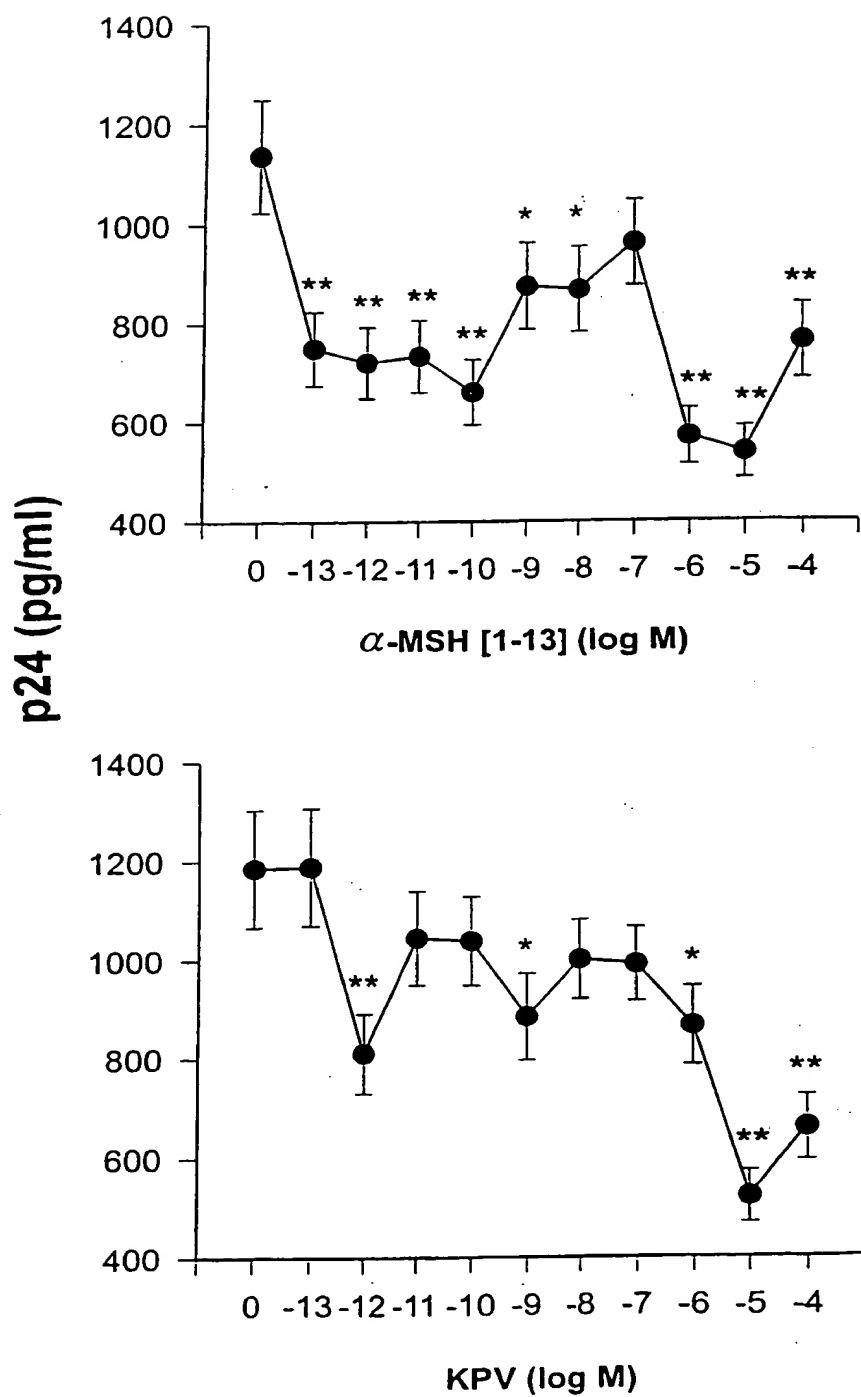 p24 (pg/ml)
1400
1200
1000
800
600
400
** ** ** ** * * ** ** **
0 -13 -12 -11 -10 -9 -8 -7 -6 -5 -4
α-MSH [1-13] (log M)
1400
1200
1000
800
600
400
** * * ** **
0 -13 -12 -11 -10 -9 -8 -7 -6 -5 -4
KPV (log M)